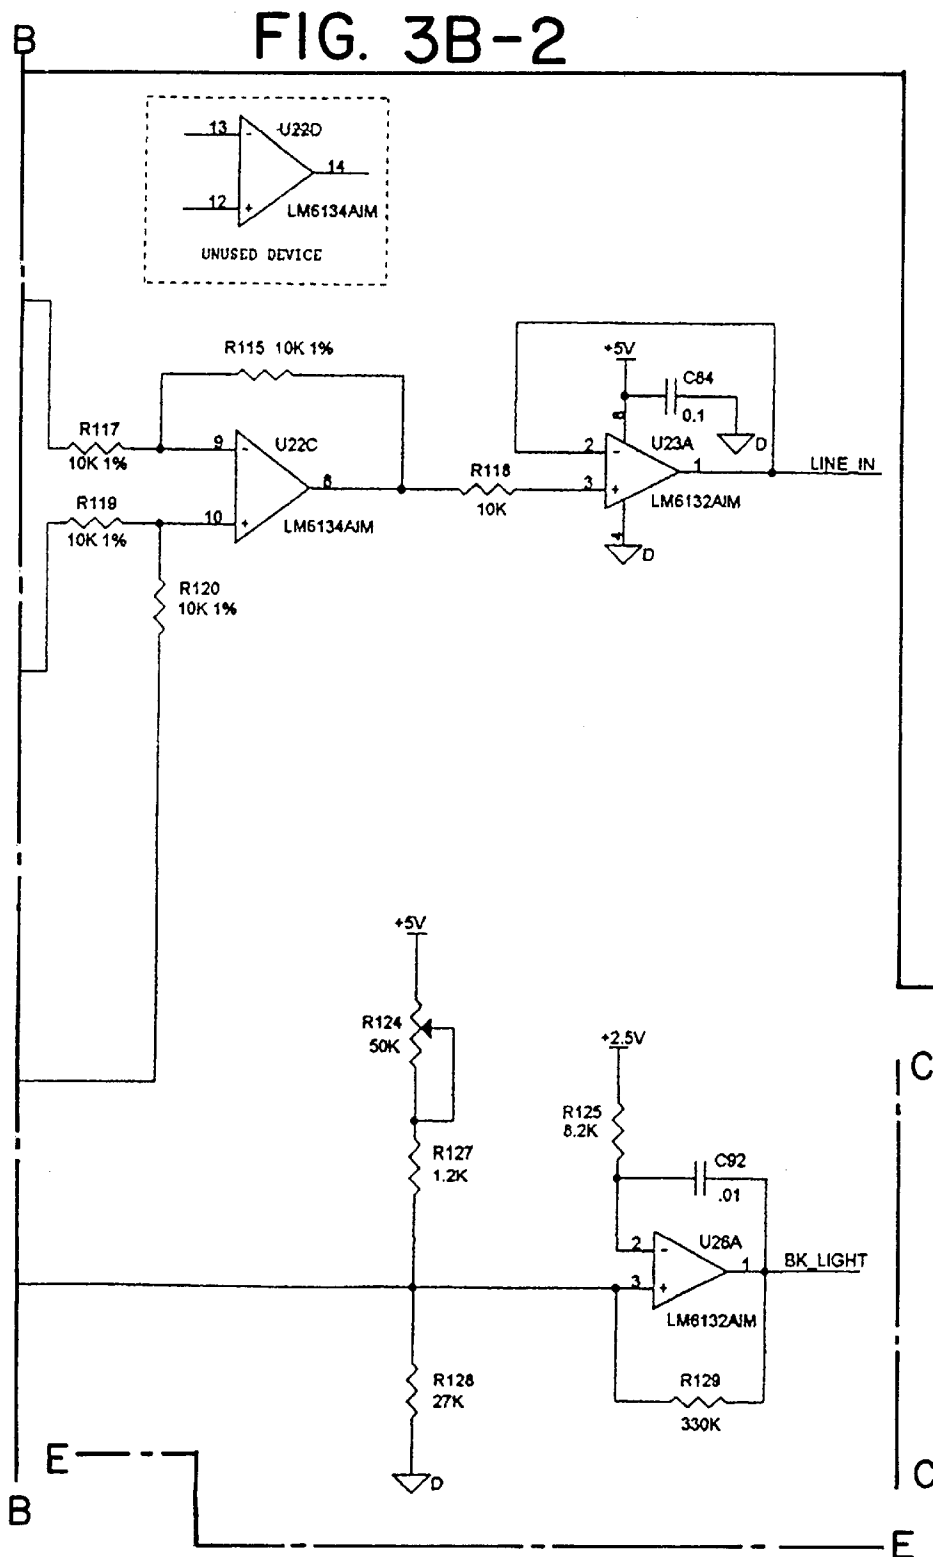 FIG. 3B-2
B
13
-
U22D
14
12
+
LM6134AIM
UNUSED DEVICE
R115 10K 1%
+5V
C84
0.1
D
8
R117
10K 1%
9
-
U22C
8
10
+
LM6134AIM
R119
10K 1%
R120
10K 1%
R118
10K
2
-
U23A
1
LINE_IN
3
+
LM6132AIM
4
D
+5V
R124
50K
R127
1.2K
+2.5V
C
R125
8.2K
C92
.01
2
-
U26A
1
BK_LIGHT
3
+
LM6132AIM
R128
27K
R129
330K
D
E
B
C
E